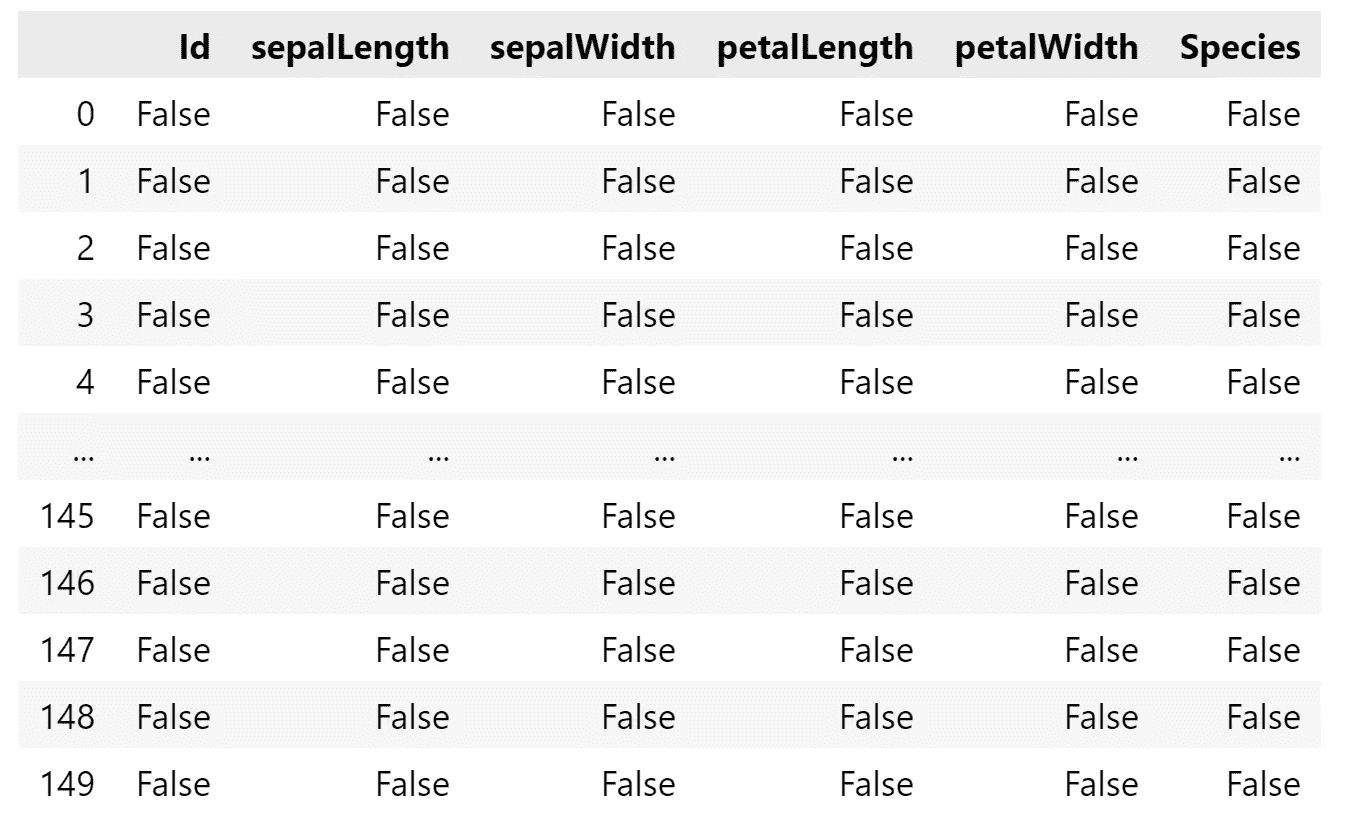 Id sepalLength sepalWidth petalLength petalWidth Species
0 False False False False False False
1 False False False False False False
2 False False False False False False
3 False False False False False False
4 False False False False False False
... ... ... ... ... ... ...
145 False False False False False False
146 False False False False False False
147 False False False False False False
148 False False False False False False
149 False False False False False False